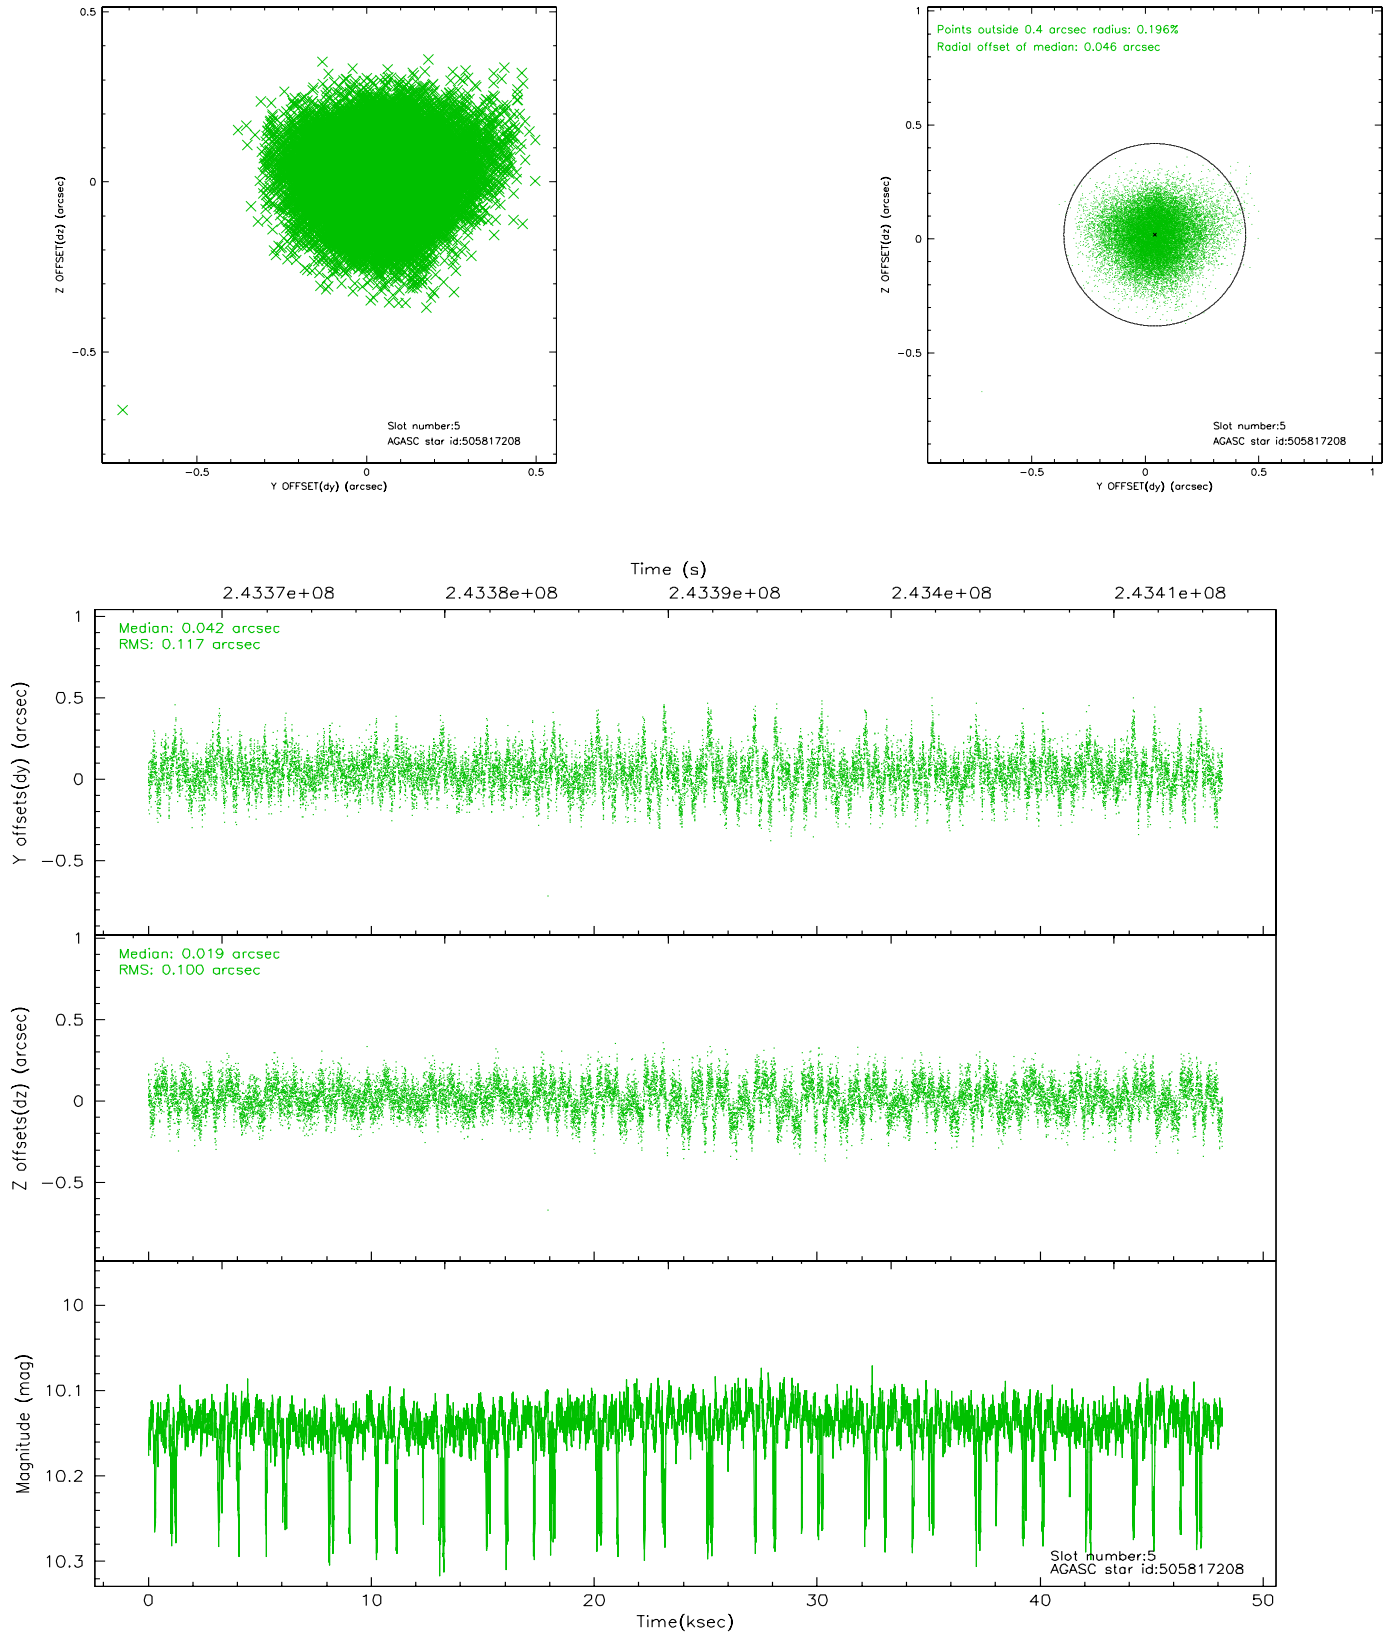 0.5
0
−0.5
Z OFFSET(dz) (arcsec)
Slot number:5
AGASC star id:505817208
−0.5
0
0.5
Y OFFSET(dy) (arcsec)
1
0.5
0
−0.5
Z OFFSET(dz) (arcsec)
Points outside 0.4 arcsec radius: 0.196%
Radial offset of median: 0.046 arcsec
Slot number:5
AGASC star id:505817208
−0.5
0
0.5
1
Y OFFSET(dy) (arcsec)
Time (s)
2.4337e+08
2.4338e+08
2.4339e+08
2.434e+08
2.4341e+08
1
0.5
0
−0.5
Y offsets(dy) (arcsec)
Median: 0.042 arcsec
RMS: 0.117 arcsec
1
0.5
0
−0.5
Z offsets(dz) (arcsec)
Median: 0.019 arcsec
RMS: 0.100 arcsec
10
10.1
10.2
10.3
Magnitude (mag)
Slot number:5
AGASC star id:505817208
0
10
20
30
40
50
Time(ksec)